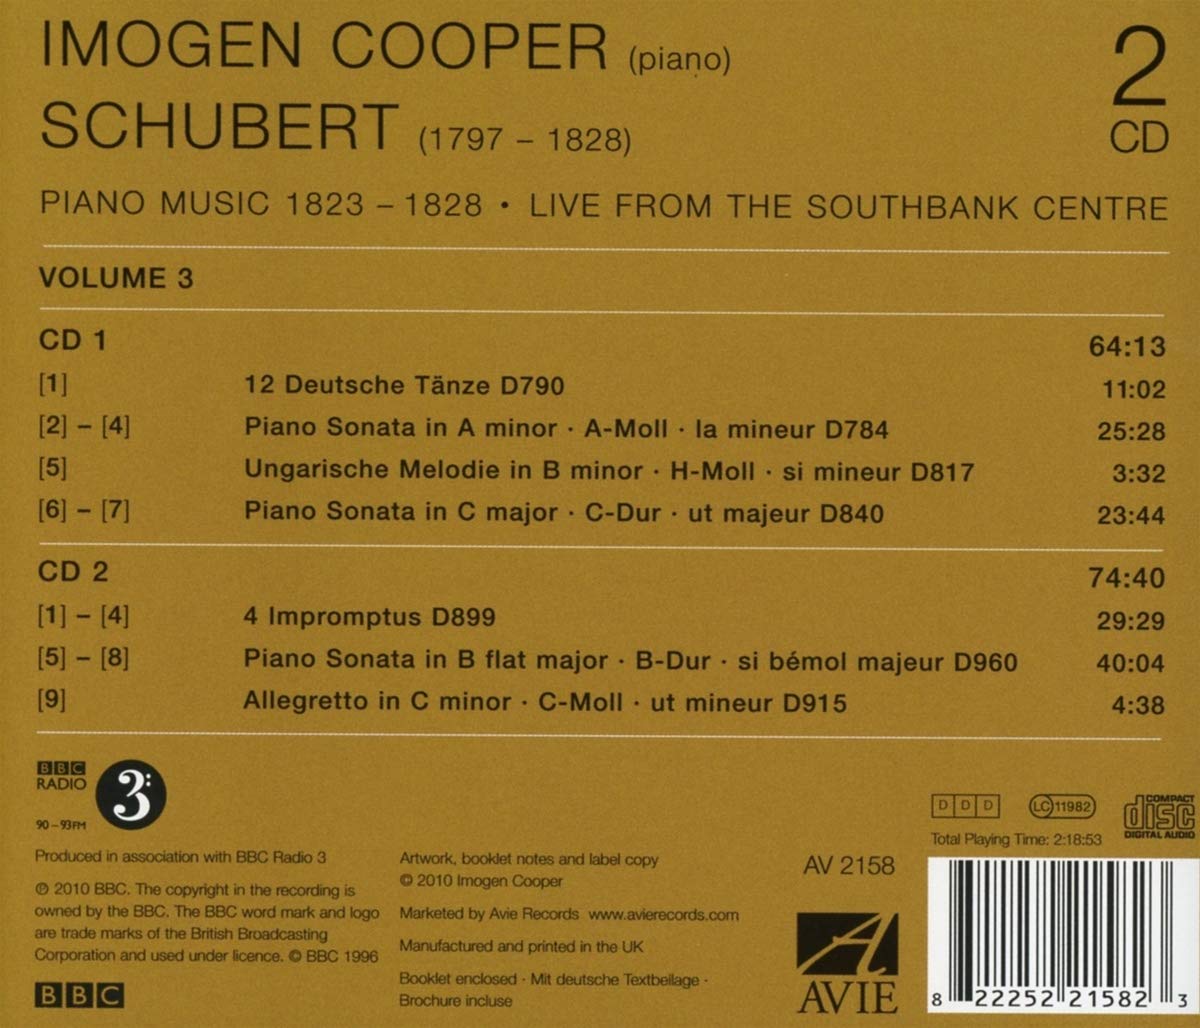 IMOGEN COOPER (piano)
2
CD
SCHUBERT (1797 – 1828)
PIANO MUSIC 1823 – 1828 • LIVE FROM THE SOUTHBANK CENTRE
VOLUME 3
CD 1 64:13
[1] 12 Deutsche Tänze D790 11:02
[2] – [4] Piano Sonata in A minor · A-Moll · la mineur D784 25:28
[5] Ungarische Melodie in B minor · H-Moll · si mineur D817 3:32
[6] – [7] Piano Sonata in C major · C-Dur · ut majeur D840 23:44
CD 2 74:40
[1] – [4] 4 Impromptus D899 29:29
[5] – [8] Piano Sonata in B flat major · B-Dur · si bémol majeur D960 40:04
[9] Allegretto in C minor · C-Moll · ut mineur D915 4:38
BBC
RADIO
3
90 – 93 FM
Produced in association with BBC Radio 3
℗ 2010 BBC. The copyright in the recording is
owned by the BBC. The BBC word mark and logo
are trade marks of the British Broadcasting
Corporation and used under licence. © BBC 1996
BBC
Artwork, booklet notes and label copy
© 2010 Imogen Cooper
Marketed by Avie Records www.avierecords.com
Manufactured and printed in the UK
Booklet enclosed · Mit deutsche Textbeilage ·
Brochure incluse
AV 2158
AVIE
D D D
LC 11982
COMPACT
disc
DIGITAL AUDIO
Total Playing Time: 2:18:53
8 22252 21582 3